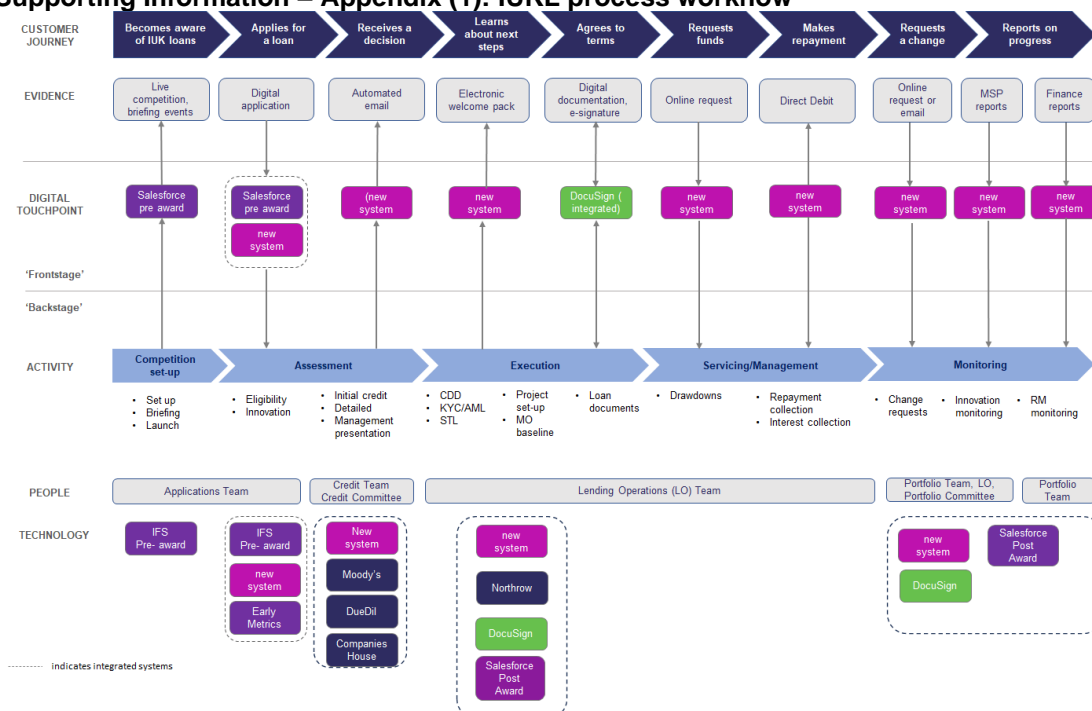 Supporting Information – Appendix (1): IUKL process workflow
CUSTOMER
JOURNEY
Becomes aware
of IUK loans
Applies for
a loan
Receives a
decision
Learns
about next
steps
Agrees to
terms
Requests
funds
Makes
repayment
Requests
a change
Reports on
progress
EVIDENCE
Live
competition,
briefing events
Digital
application
Automated
email
Electronic
welcome pack
Digital
documentation,
e-signature
Online request
Direct Debit
Online
request or
email
MSP
reports
Finance
reports
DIGITAL
TOUCHPOINT
Salesforce
pre award
Salesforce
pre award
new
system
(new
system
new
system
DocuSign (
integrated)
new
system
new
system
new
system
new
system
new
system
'Frontstage'
'Backstage'
ACTIVITY
Competition
set-up
Assessment
Execution
Servicing/Management
Monitoring
• Set up
• Briefing
• Launch
• Eligibility
• Innovation
• Initial credit
• Detailed
• Management
presentation
• CDD
• KYC/AML
• STL
• Project
set-up
• MO
baseline
• Loan
documents
• Drawdowns
• Repayment
collection
• Interest collection
• Change
requests
• Innovation
monitoring
• RM
monitoring
PEOPLE
Applications Team
Credit Team
Credit Committee
Lending Operations (LO) Team
Portfolio Team, LO,
Portfolio Committee
Portfolio
Team
TECHNOLOGY
IFS
Pre- award
IFS
Pre- award
new
system
Early
Metrics
New
system
Moody's
DueDil
Companies
House
new
system
Northrow
DocuSign
Salesforce
Post
Award
new
system
DocuSign
Salesforce
Post
Award
indicates integrated systems